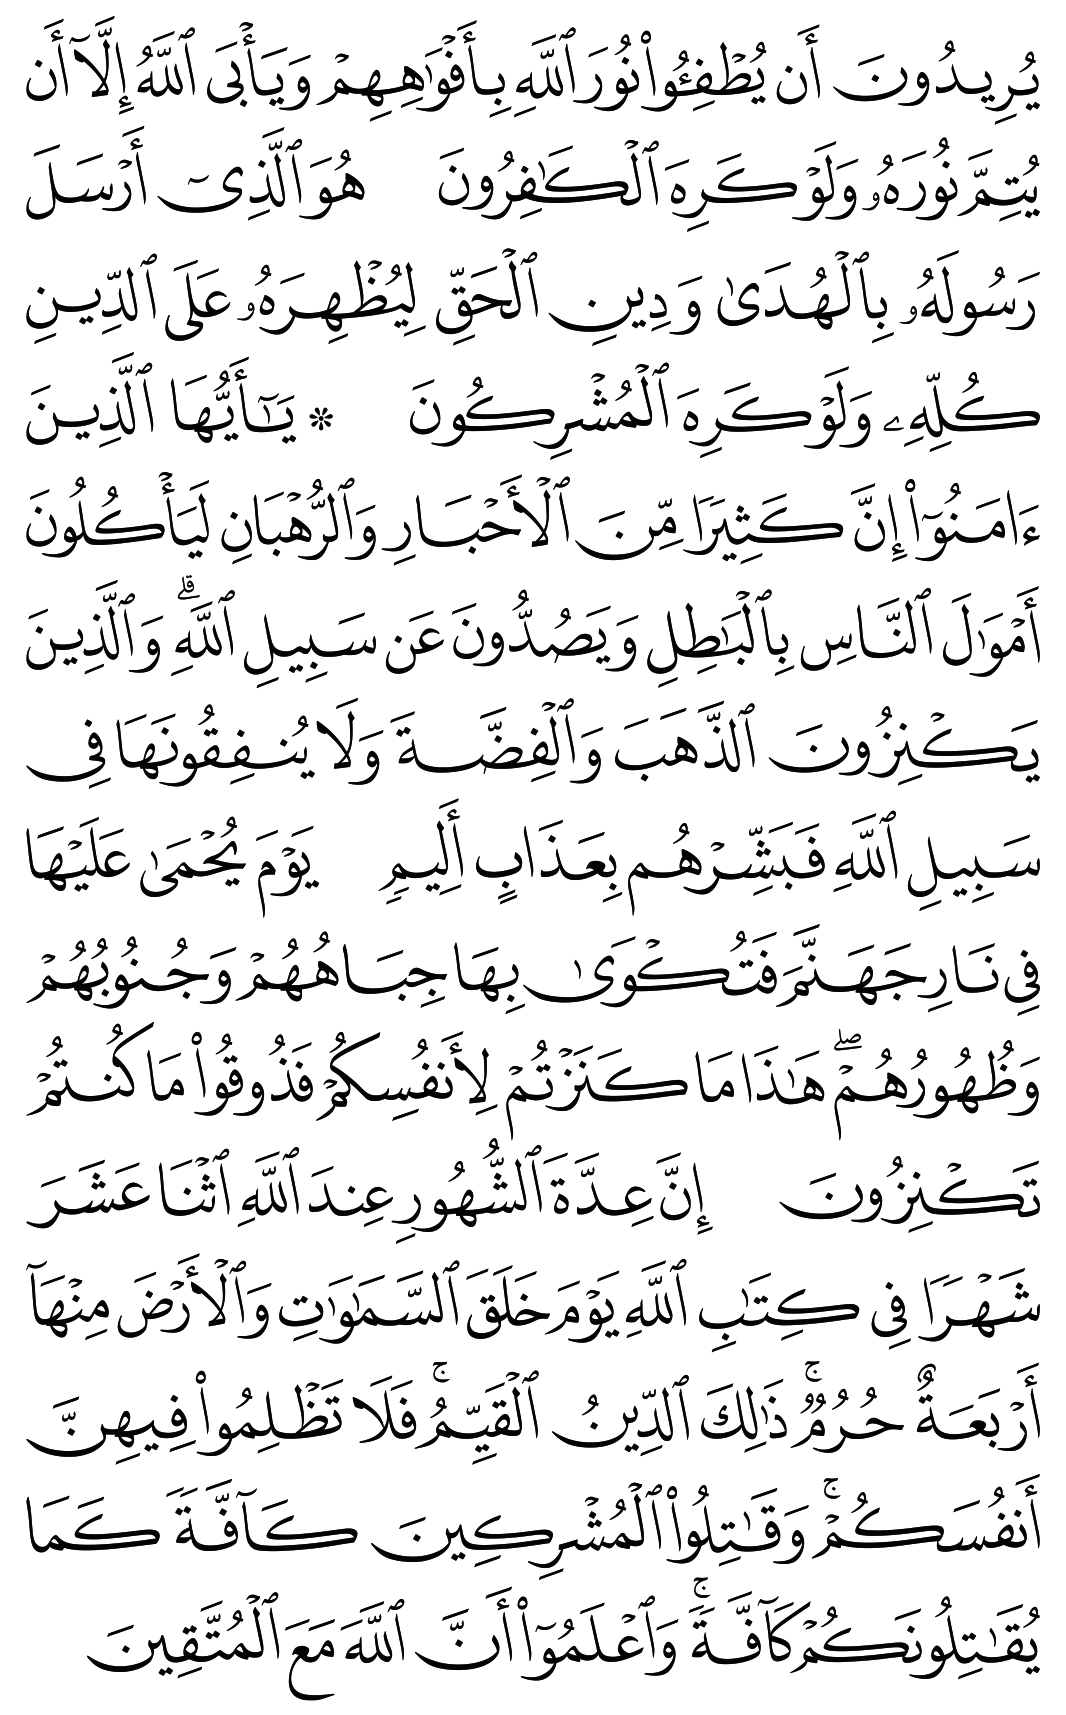 يُرِيدُونَ أَن يُطْفِـُٔوا۟ نُورَ ٱللَّهِ بِأَفْوَٰهِهِمْ وَيَأْبَى ٱللَّهُ إِلَّآ أَن
يُتِمَّ نُورَهُۥ وَلَوْ كَرِهَ ٱلْكَـٰفِرُونَ هُوَ ٱلَّذِىٓ أَرْسَلَ
رَسُولَهُۥ بِٱلْهُدَىٰ وَدِينِ ٱلْحَقِّ لِيُظْهِرَهُۥ عَلَى ٱلدِّينِ
كُلِّهِۦ وَلَوْ كَرِهَ ٱلْمُشْرِكُونَ * يَـٰٓأَيُّهَا ٱلَّذِينَ
ءَامَنُوٓا۟ إِنَّ كَثِيرًا مِّنَ ٱلْأَحْبَارِ وَٱلرُّهْبَانِ لَيَأْكُلُونَ
أَمْوَٰلَ ٱلنَّاسِ بِٱلْبَـٰطِلِ وَيَصُدُّونَ عَن سَبِيلِ ٱللَّهِ ۗ وَٱلَّذِينَ
يَكْنِزُونَ ٱلذَّهَبَ وَٱلْفِضَّةَ وَلَا يُنفِقُونَهَا فِى
سَبِيلِ ٱللَّهِ فَبَشِّرْهُم بِعَذَابٍ أَلِيمٍ يَوْمَ يُحْمَىٰ عَلَيْهَا
فِى نَارِ جَهَنَّمَ فَتُكْوَىٰ بِهَا جِبَاهُهُمْ وَجُنُوبُهُمْ
وَظُهُورُهُمْ ۖ هَـٰذَا مَا كَنَزْتُمْ لِأَنفُسِكُمْ فَذُوقُوا۟ مَا كُنتُمْ
تَكْنِزُونَ إِنَّ عِدَّةَ ٱلشُّهُورِ عِندَ ٱللَّهِ ٱثْنَا عَشَرَ
شَهْرًا فِى كِتَـٰبِ ٱللَّهِ يَوْمَ خَلَقَ ٱلسَّمَـٰوَٰتِ وَٱلْأَرْضَ مِنْهَآ
أَرْبَعَةٌ حُرُمٌ ۚ ذَٰلِكَ ٱلدِّينُ ٱلْقَيِّمُ ۚ فَلَا تَظْلِمُوا۟ فِيهِنَّ
أَنفُسَكُمْ ۚ وَقَـٰتِلُوا۟ ٱلْمُشْرِكِينَ كَآفَّةً كَمَا
يُقَـٰتِلُونَكُمْ كَآفَّةً ۚ وَٱعْلَمُوٓا۟ أَنَّ ٱللَّهَ مَعَ ٱلْمُتَّقِينَ